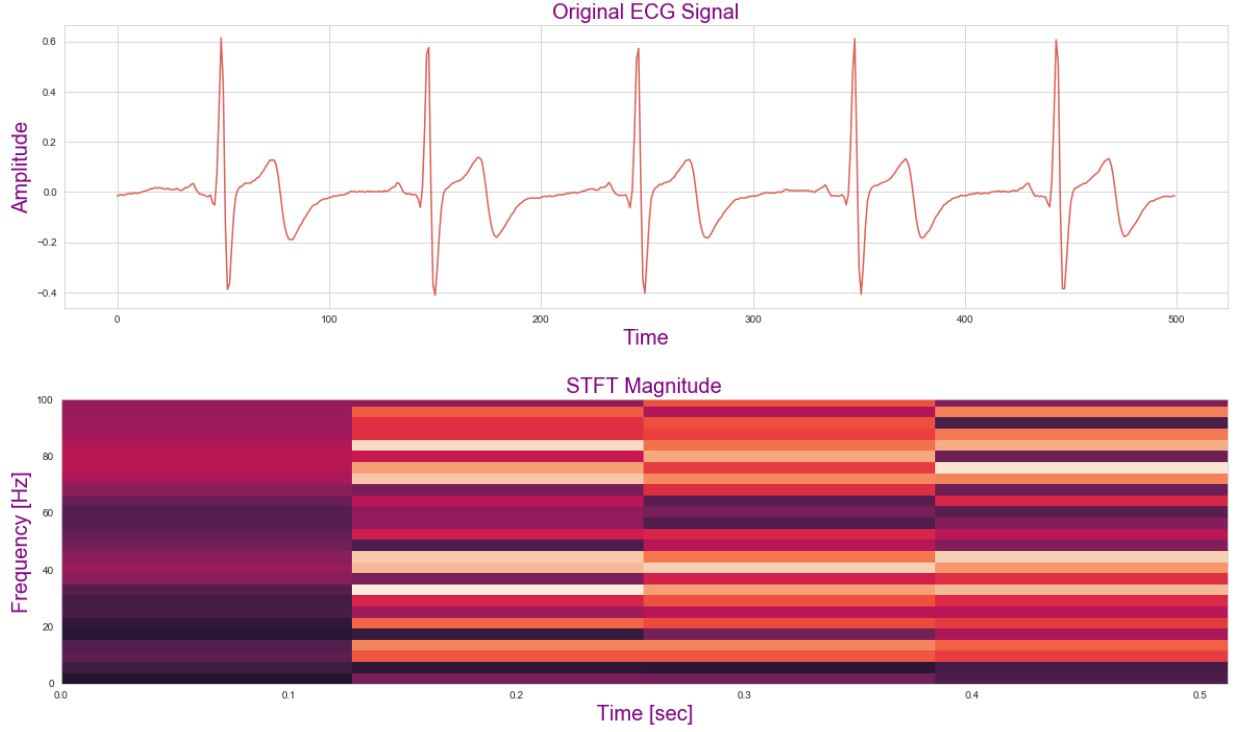 Original ECG Signal
Amplitude
0.6
0.4
0.2
0.0
−0.2
−0.4
0 100 200 300 400 500
Time
STFT Magnitude
Frequency [Hz]
100
80
60
40
20
0
0.0 0.1 0.2 0.3 0.4 0.5
Time [sec]